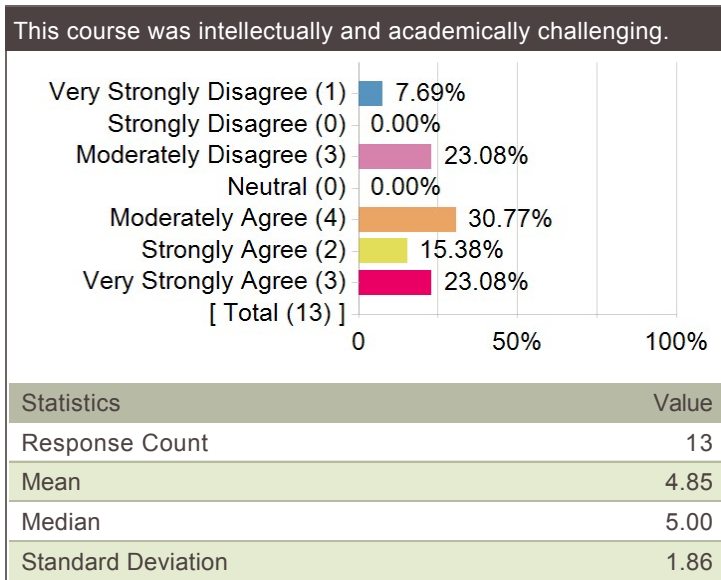 This course was intellectually and academically challenging.
Very Strongly Disagree (1) 7.69%
Strongly Disagree (0) 0.00%
Moderately Disagree (3) 23.08%
Neutral (0) 0.00%
Moderately Agree (4) 30.77%
Strongly Agree (2) 15.38%
Very Strongly Agree (3) 23.08%
[ Total (13) ]
0 50% 100%
Statistics Value
Response Count 13
Mean 4.85
Median 5.00
Standard Deviation 1.86